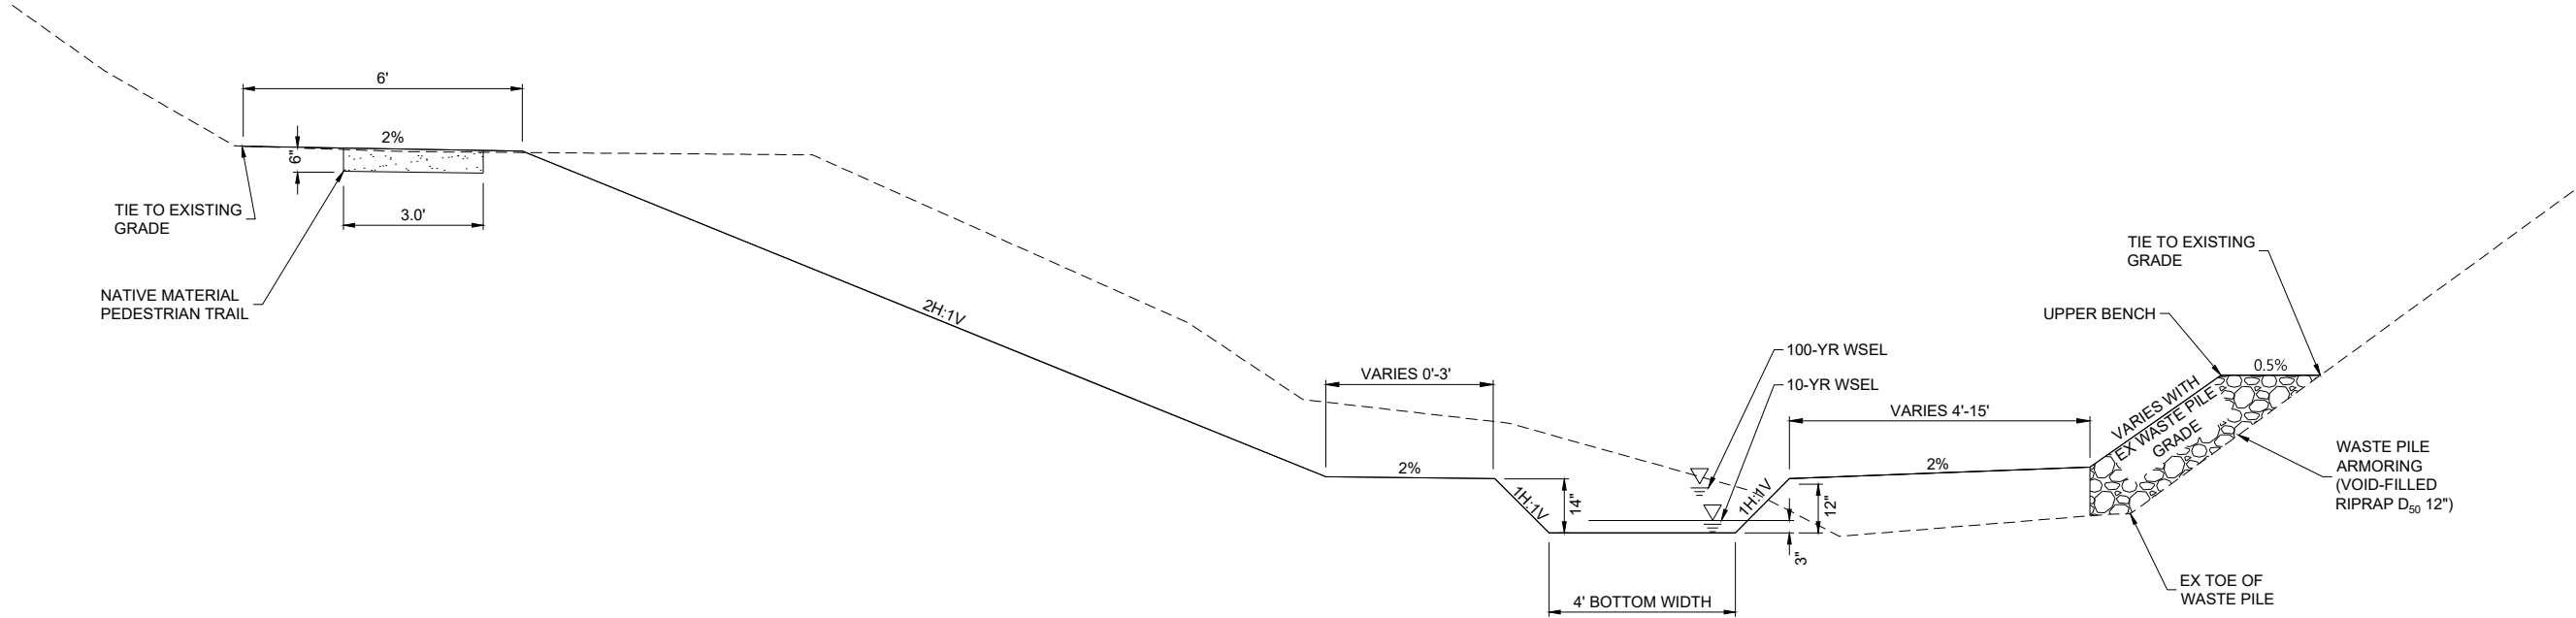 6'
2%
6"
TIE TO EXISTING
GRADE
3.0'
NATIVE MATERIAL
PEDESTRIAN TRAIL
2H:1V
VARIES 0'-3'
2%
1H:1V
14"
4' BOTTOM WIDTH
100-YR WSEL
10-YR WSEL
1H:1V
12"
3"
VARIES 4'-15'
2%
TIE TO EXISTING
GRADE
UPPER BENCH
0.5%
VARIES WITH
EX WASTE PILE
GRADE
WASTE PILE
ARMORING
(VOID-FILLED
RIPRAP D₅₀ 12")
EX TOE OF
WASTE PILE